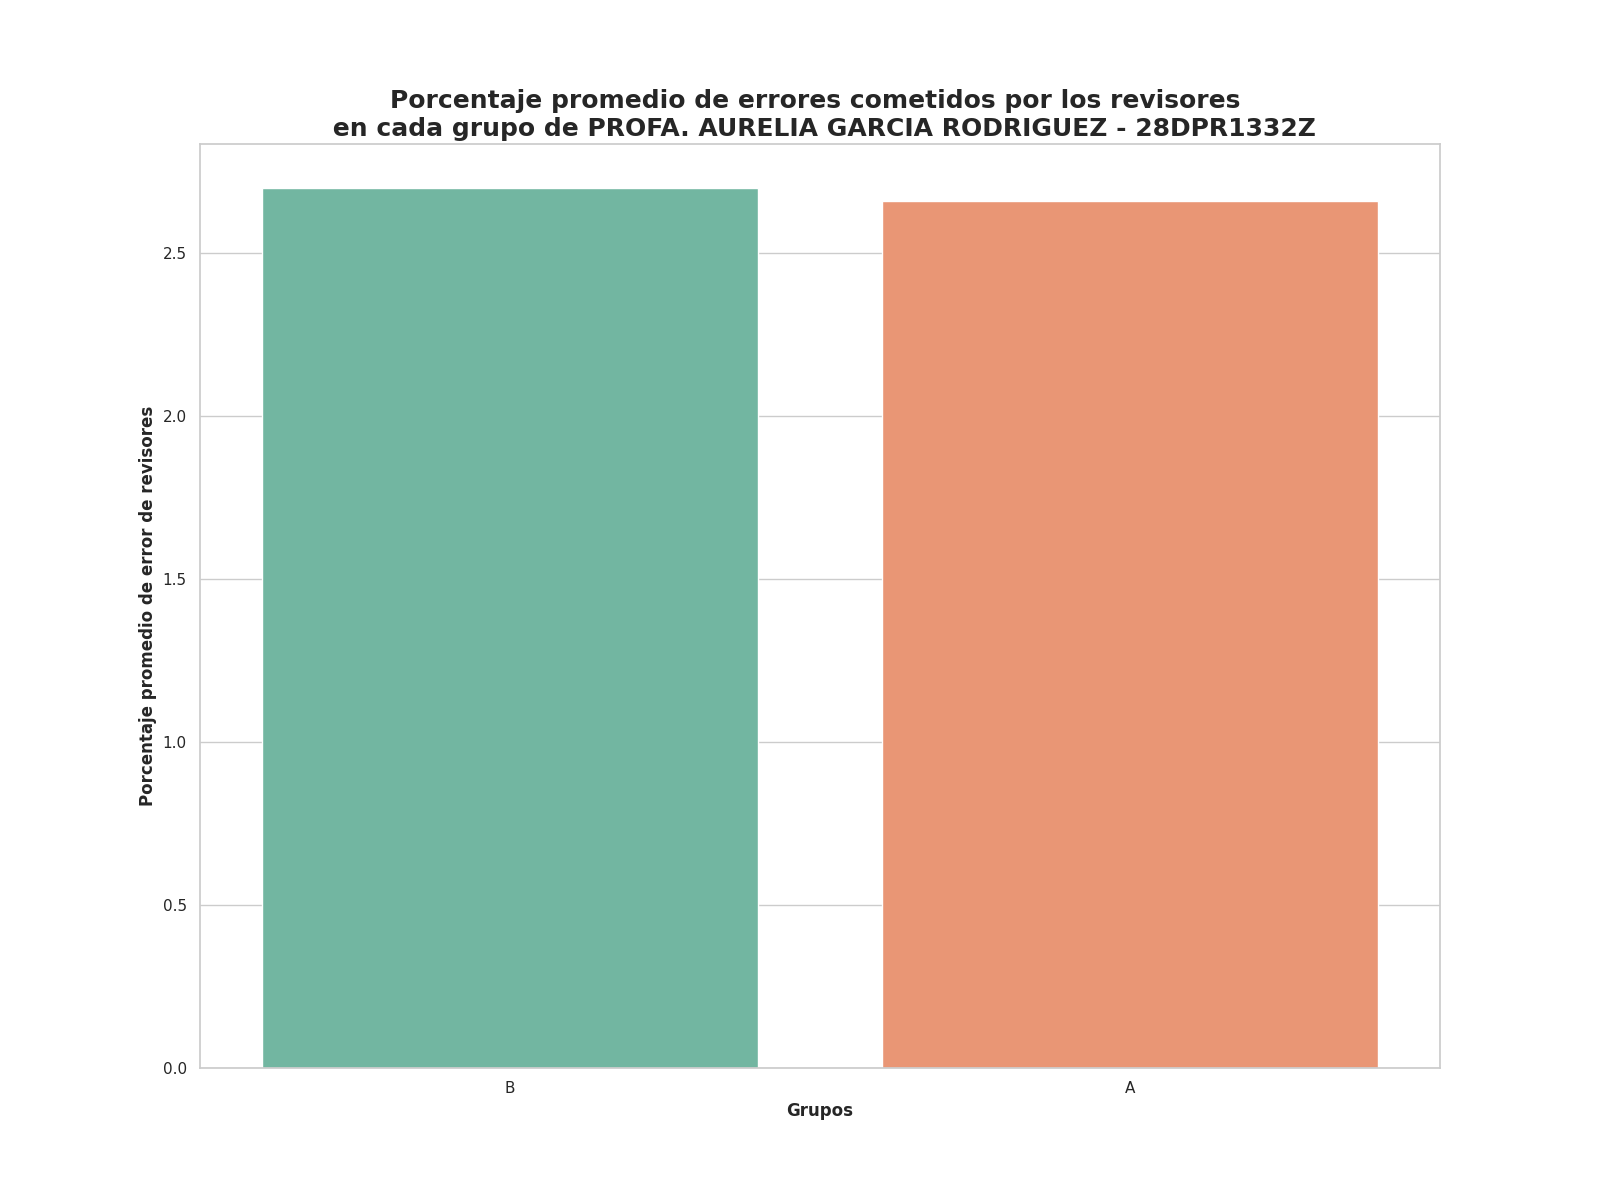 Porcentaje promedio de errores cometidos por los revisores
en cada grupo de PROFA. AURELIA GARCIA RODRIGUEZ - 28DPR1332Z
Porcentaje promedio de error de revisores
2.5
2.0
1.5
1.0
0.5
0.0
B
A
Grupos